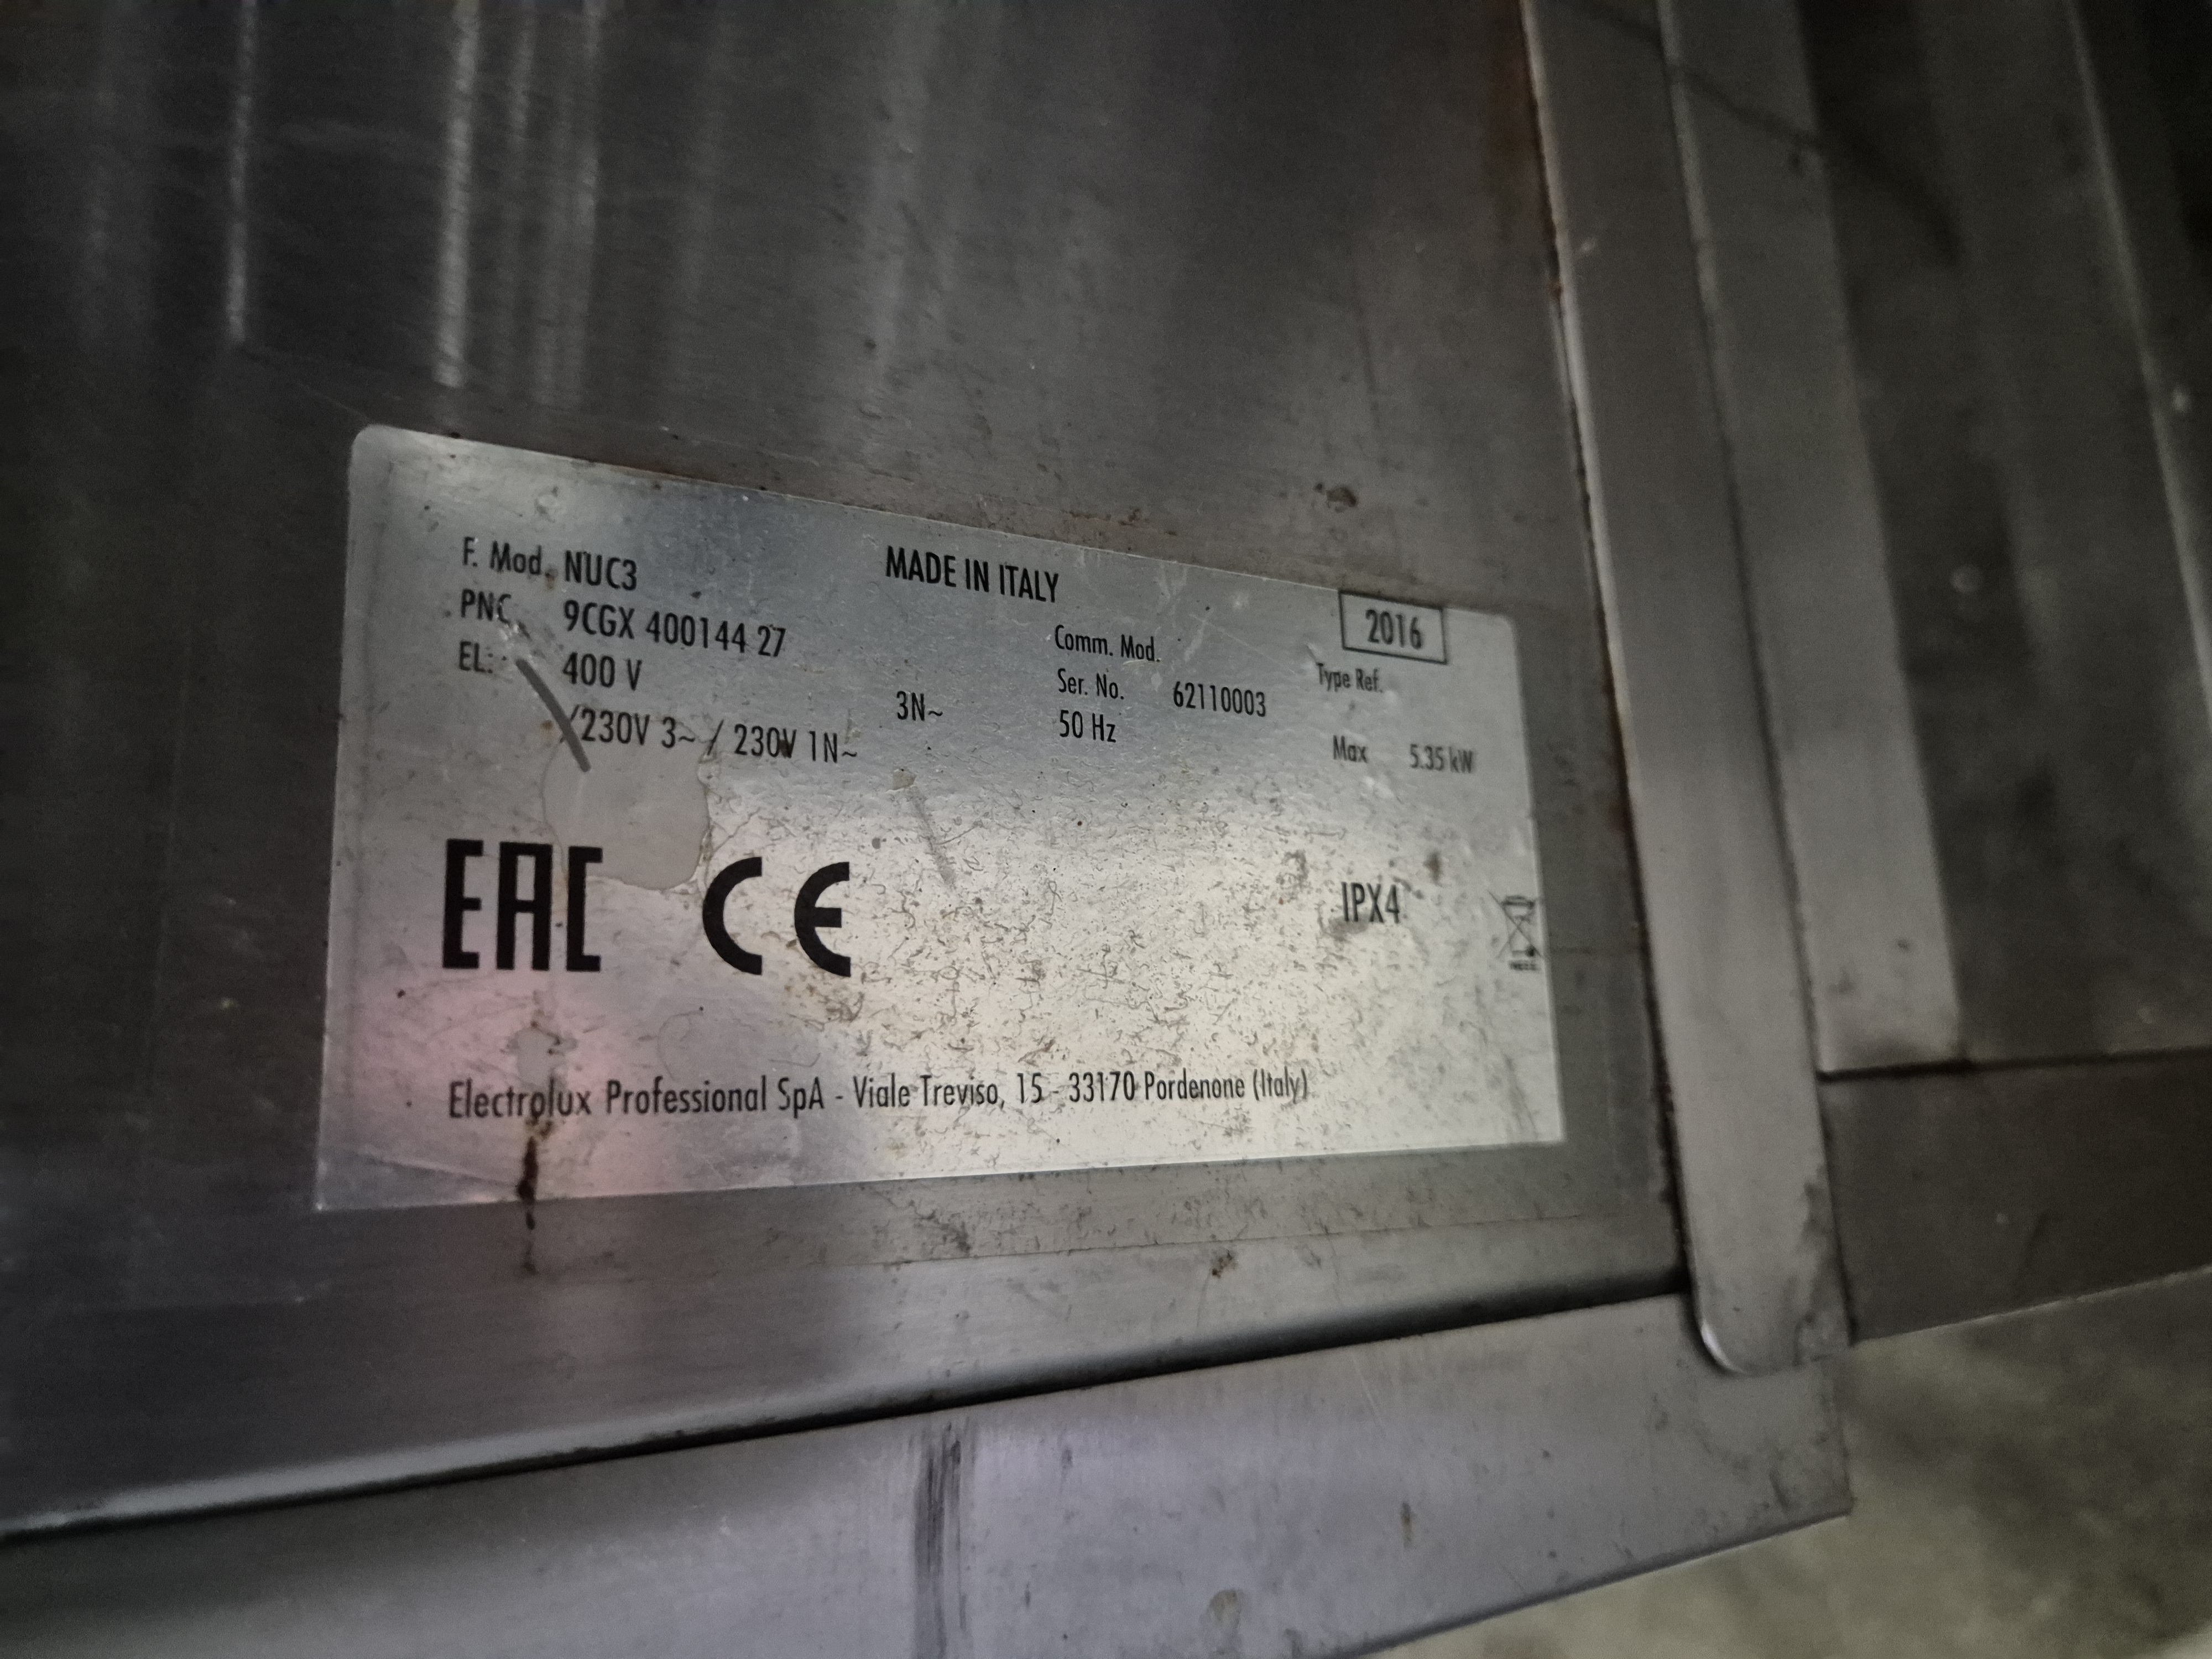 F. Mod. NUC3 MADE IN ITALY 2016
PNC 9CGX 400144 27 Comm. Mod. Type Ref.
EL: 400 V 3N~ Ser. No. 62110003
/230V 3~ / 230V 1N~ 50 Hz Max 5.35 kW
EAC CE IPX4
Electrolux Professional SpA - Viale Treviso, 15 - 33170 Pordenone (Italy)